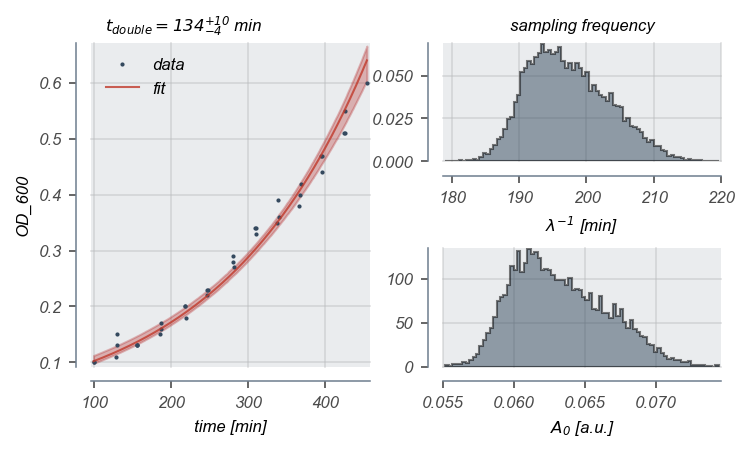 t_double = 134 +10 −4 min
data
fit
0.6
0.5
0.4
0.3
0.2
0.1
OD_600
100 200 300 400
time [min]
sampling frequency
0.050
0.025
0.000
180 190 200 210 220
λ⁻¹ [min]
100
50
0
0.055 0.060 0.060 0.070
A₀ [a.u.]